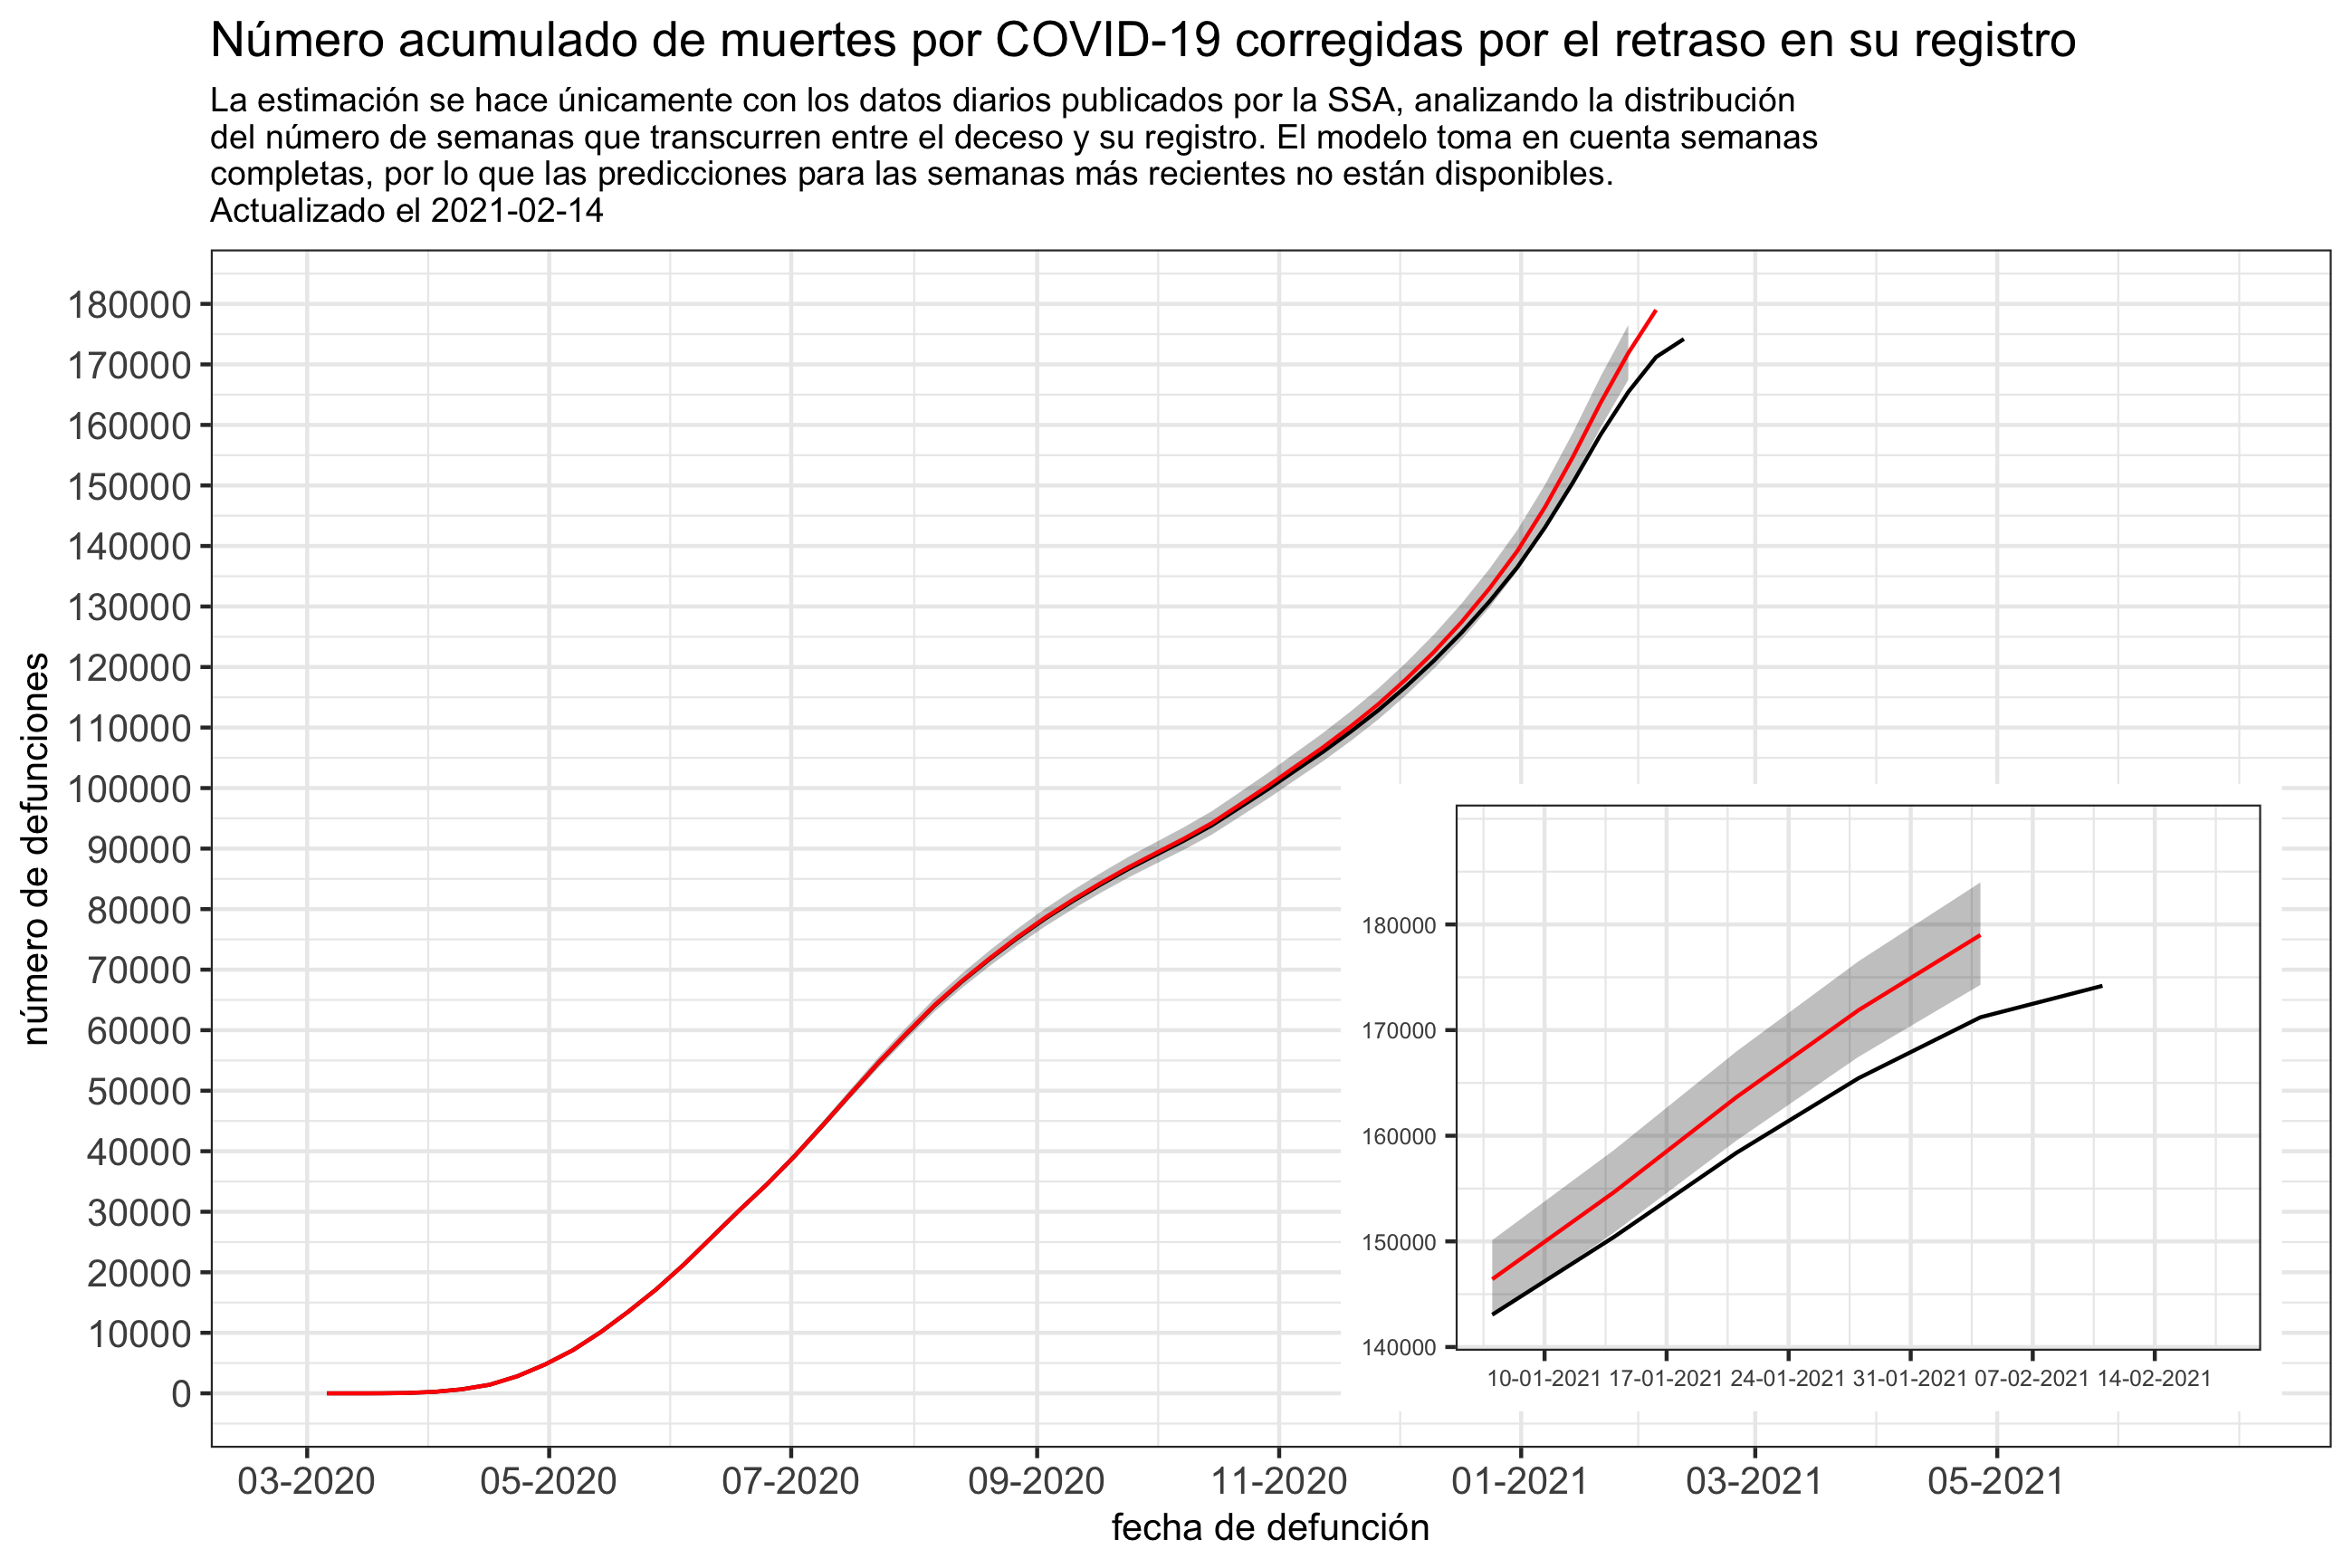 Número acumulado de muertes por COVID-19 corregidas por el retraso en su registro
La estimación se hace únicamente con los datos diarios publicados por la SSA, analizando la distribución
del número de semanas que transcurren entre el deceso y su registro. El modelo toma en cuenta semanas
completas, por lo que las predicciones para las semanas más recientes no están disponibles.
Actualizado el 2021-02-14
número de defunciones
180000
170000
160000
150000
140000
130000
120000
110000
100000
90000
80000
70000
60000
50000
40000
30000
20000
10000
0
180000
170000
160000
150000
140000
10-01-2021 17-01-2021 24-01-2021 31-01-2021 07-02-2021 14-02-2021
03-2020 05-2020 07-2020 09-2020 11-2020 01-2021 03-2021 05-2021
fecha de defunción